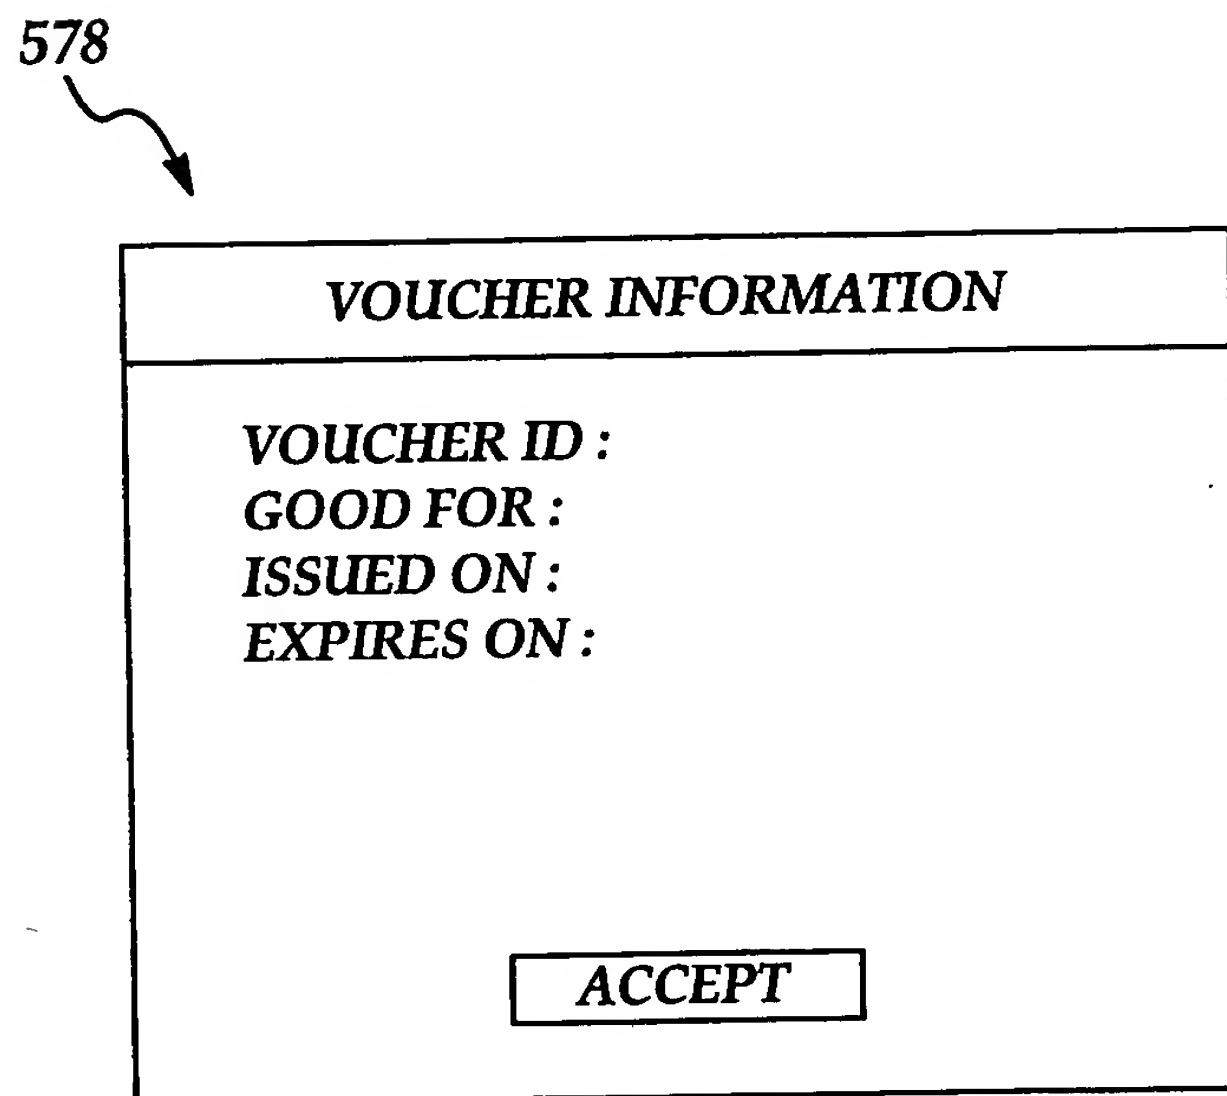 578
VOUCHER INFORMATION
VOUCHER ID :
GOOD FOR :
ISSUED ON :
EXPIRES ON :
ACCEPT